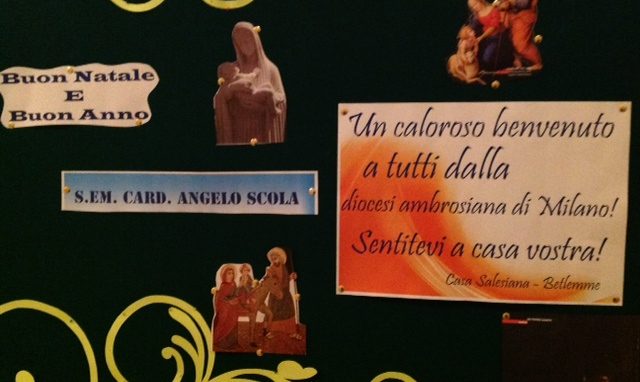 Buon Natale
E
Buon Anno
S.EM. CARD. ANGELO SCOLA
Un caloroso benvenuto
a tutti dalla
diocesi ambrosiana di Milano!
Sentitevi a casa vostra!
Casa Salesiana - Betlemme